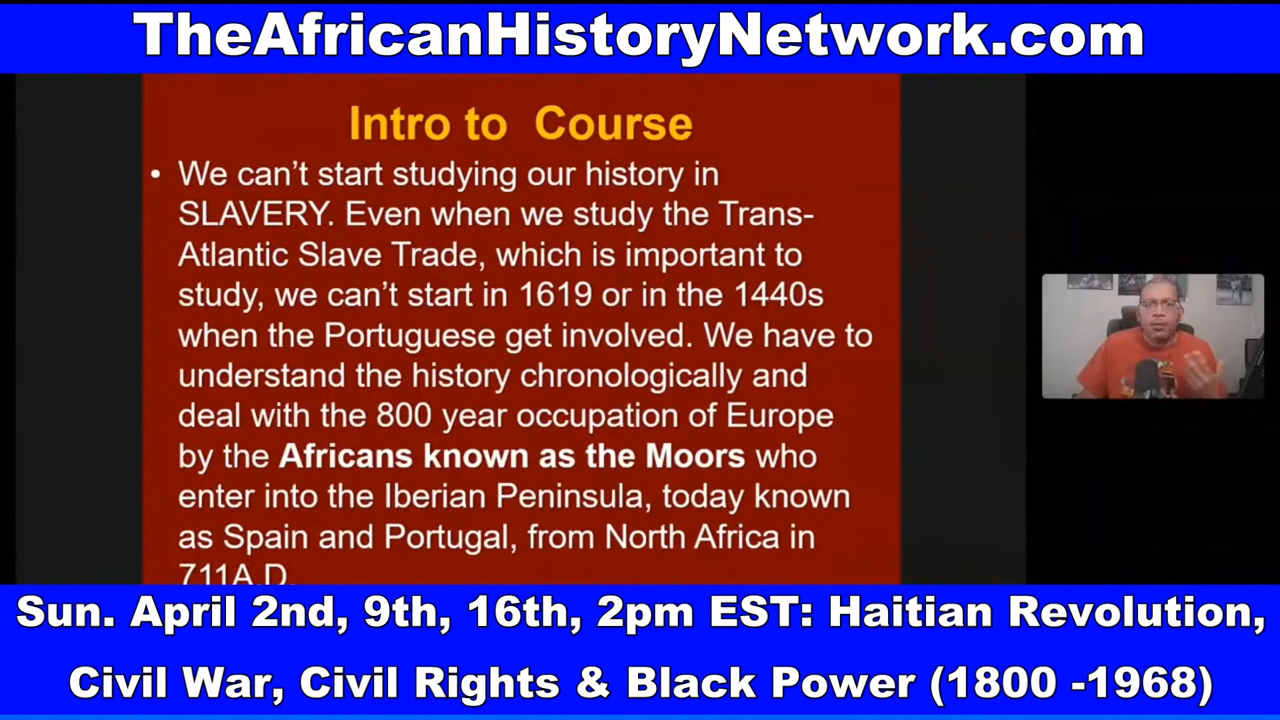 TheAfricanHistoryNetwork.com
Intro to Course
• We can't start studying our history in
SLAVERY. Even when we study the Trans-
Atlantic Slave Trade, which is important to
study, we can't start in 1619 or in the 1440s
when the Portuguese get involved. We have to
understand the history chronologically and
deal with the 800 year occupation of Europe
by the Africans known as the Moors who
enter into the Iberian Peninsula, today known
as Spain and Portugal, from North Africa in
711A.D.
Sun. April 2nd, 9th, 16th, 2pm EST: Haitian Revolution,
Civil War, Civil Rights & Black Power (1800 -1968)